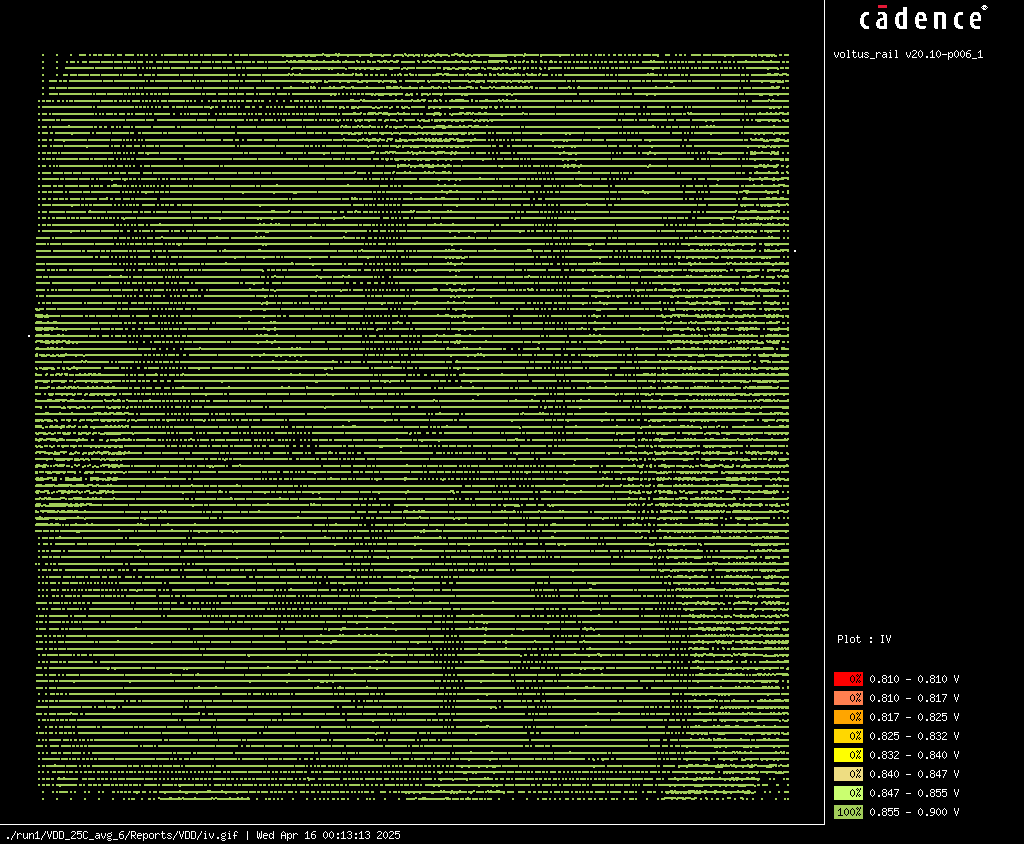 cādence®
voltus_rail v20.10-p006_1
Plot : IV
0% 0.810 - 0.810 V
0% 0.810 - 0.817 V
0% 0.817 - 0.825 V
0% 0.825 - 0.832 V
0% 0.832 - 0.840 V
0% 0.840 - 0.847 V
0% 0.847 - 0.855 V
100% 0.855 - 0.900 V
./run1/VDD_25C_avg_6/Reports/VDD/iv.gif | Wed Apr 16 00:13:13 2025